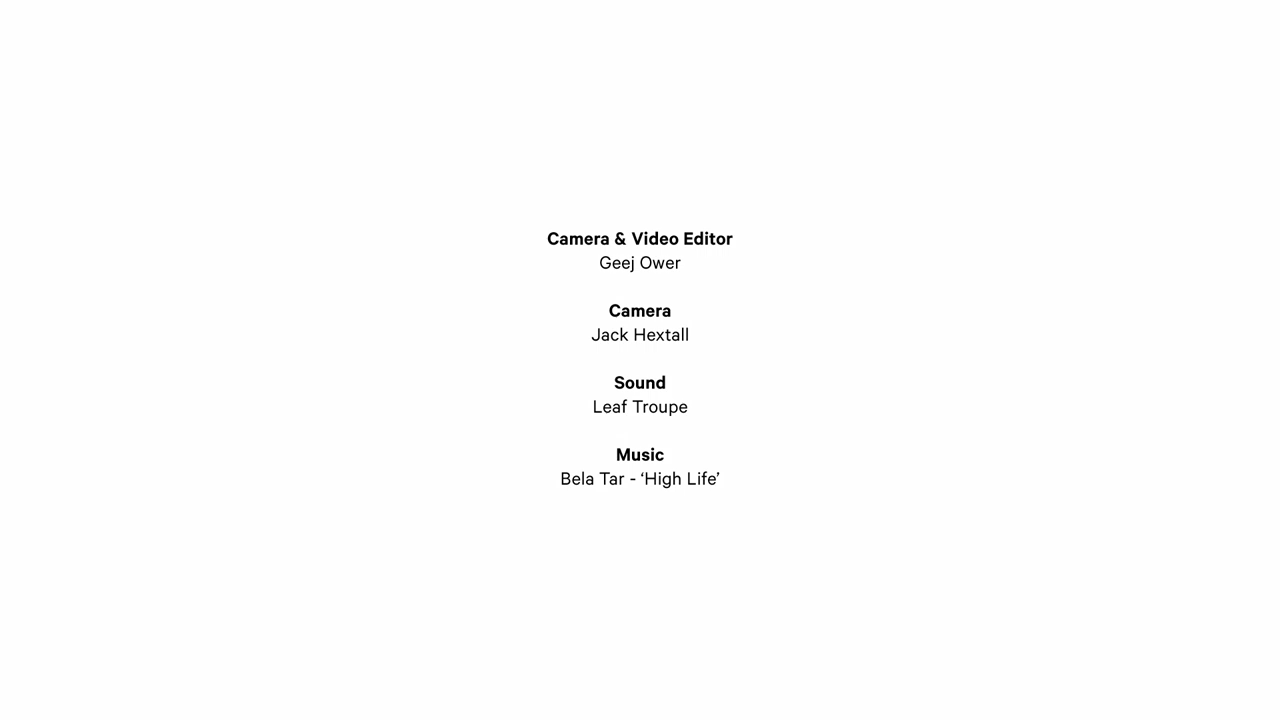 Camera & Video Editor
Geej Ower
Camera
Jack Hextall
Sound
Leaf Troupe
Music
Bela Tar - ‘High Life’